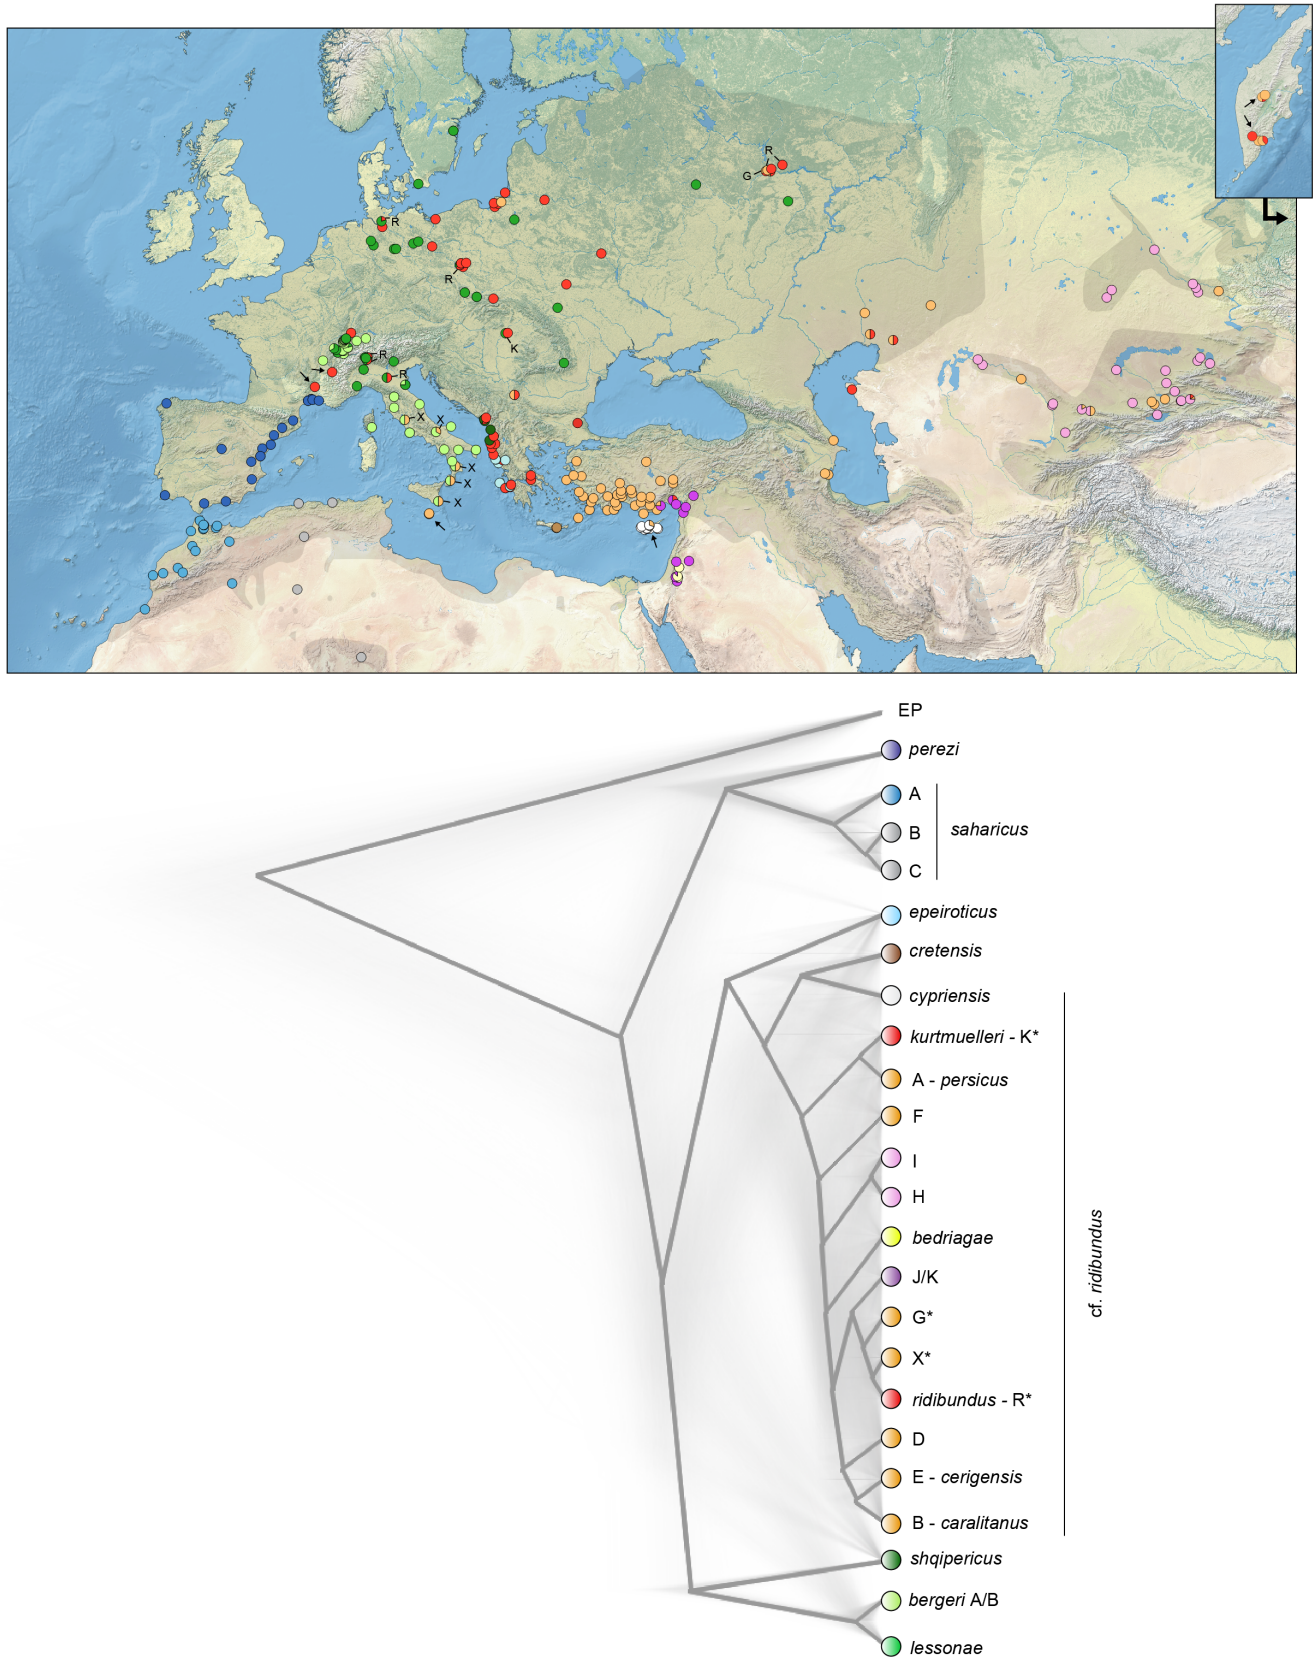 R
G
R
R
K
R
R
X
X
X
X
X
EP
perezi
A
B
saharicus
C
epeiroticus
cretensis
cypriensis
kurtmuelleri - K*
A - persicus
F
I
H
bedriagae
J/K
cf. ridibundus
G*
X*
ridibundus - R*
D
E - cerigensis
B - caralitanus
shqipericus
bergeri A/B
lessonae